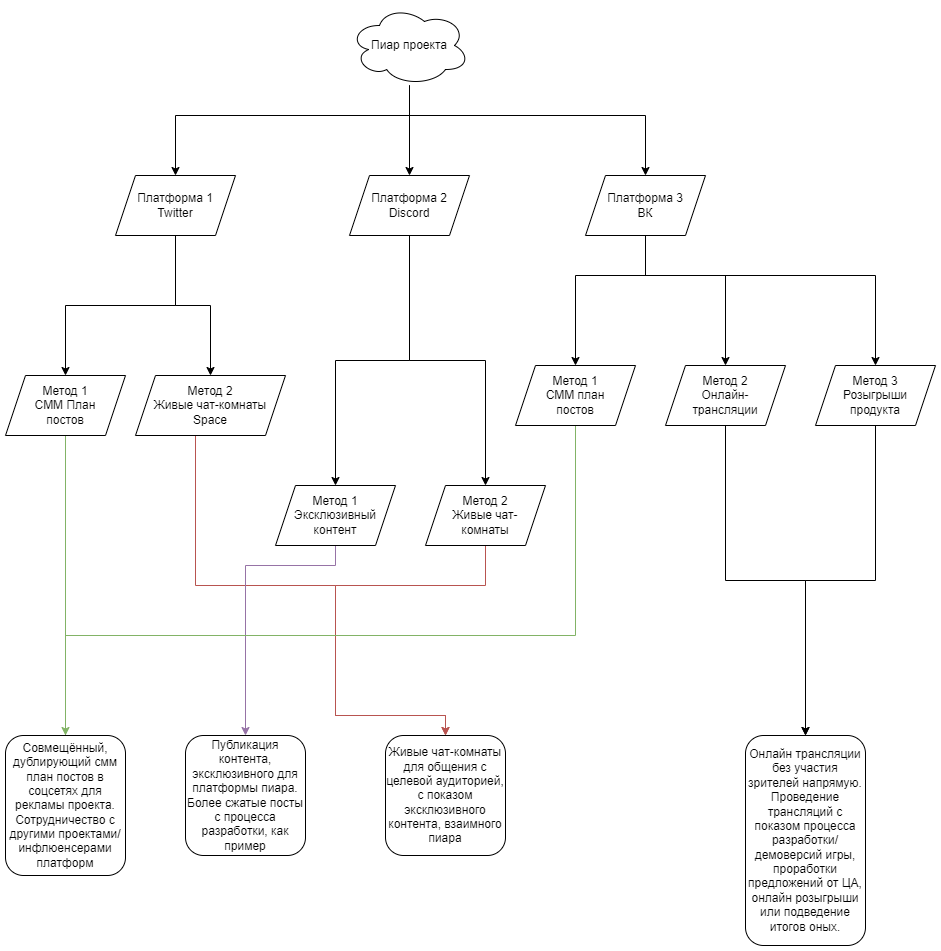 Пиар проекта
Платформа 1
Twitter
Платформа 2
Discord
Платформа 3
ВК
Метод 1
СММ План
постов
Метод 2
Живые чат-комнаты
Space
Метод 1
СММ план
постов
Метод 2
Онлайн-
трансляции
Метод 3
Розыгрыши
продукта
Метод 1
Эксклюзивный
контент
Метод 2
Живые чат-
комнаты
Совмещённый,
дублирующий смм
план постов в
соцсетях для
рекламы проекта.
Сотрудничество с
другими проектами/
инфлюенсерами
платформ
Публикация
контента,
эксклюзивного для
платформы пиара.
Более сжатые посты
с процесса
разработки, как
пример
Живые чат-комнаты
для общения с
целевой аудиторией,
с показом
эксклюзивного
контента, взаимного
пиара
Онлайн трансляции
без участия
зрителей напрямую.
Проведение
трансляций с
показом процесса
разработки/
демоверсий игры,
проработки
предложений от ЦА,
онлайн розыгрыши
или подведение
итогов оных.